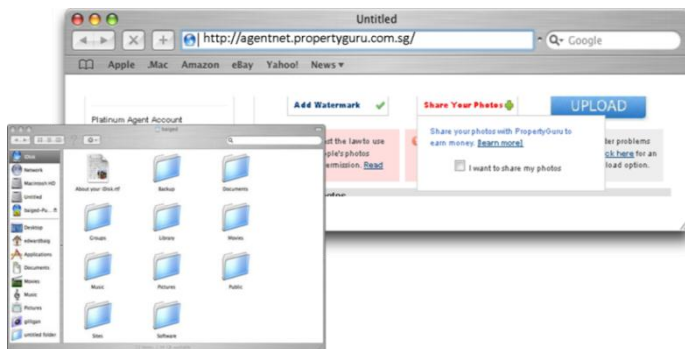 Untitled
http://agentnet.propertyguru.com.sg/
Google
Apple .Mac Amazon eBay Yahoo! News
Add Watermark
Share Your Photos
UPLOAD
Platinum Agent Account
Share your photos with PropertyGuru to
earn money. [learn more]
I want to share my photos
st the law to use
ple's photos
ermission. Read
ler problems
ck here for an
load option.
iDisk
Network
Macintosh HD
Untitled
Desktop
edwardbaig
Applications
Documents
Movies
Music
Pictures
gilligan
untitled folder
About your iDisk.rtf
Backup
Documents
Groups
Library
Movies
Music
Pictures
Public
Sites
Software